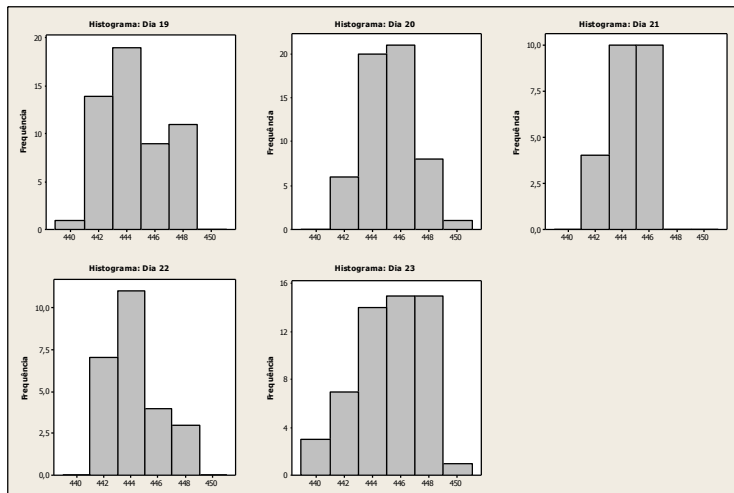 Histograma: Dia 19
Frequência
20
15
10
5
0
440 442 444 446 448 450
Histograma: Dia 20
Frequência
20
15
10
5
0
440 442 444 446 448 450
Histograma: Dia 21
Frequência
10,0
7,5
5,0
2,5
0,0
440 442 444 446 448 450
Histograma: Dia 22
Frequência
10,0
7,5
5,0
2,5
0,0
440 442 444 446 448 450
Histograma: Dia 23
Frequência
16
12
8
4
0
440 442 444 446 448 450